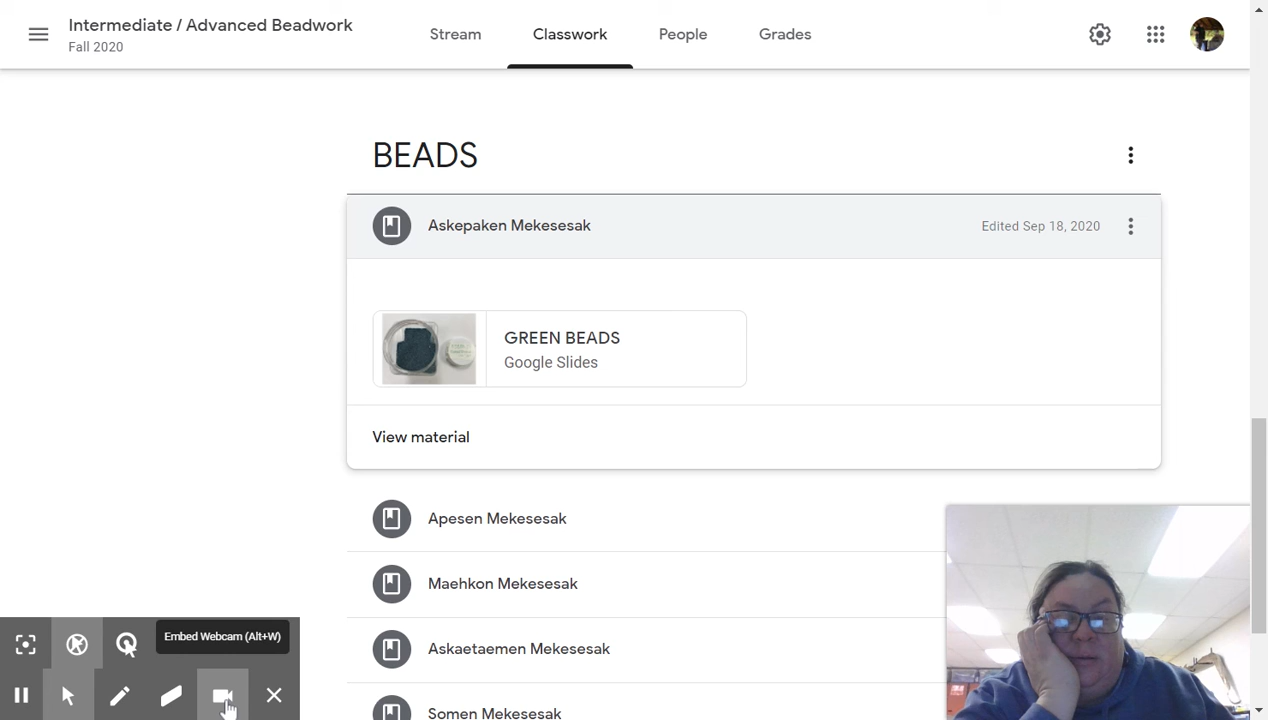 Intermediate / Advanced Beadwork
Fall 2020
Stream
Classwork
People
Grades
BEADS
Askepaken Mekesesak
Edited Sep 18, 2020
GREEN BEADS
Google Slides
View material
Apesen Mekesesak
Maehkon Mekesesak
Askaetaemen Mekesesak
Somen Mekesesak
Embed Webcam (Alt+W)